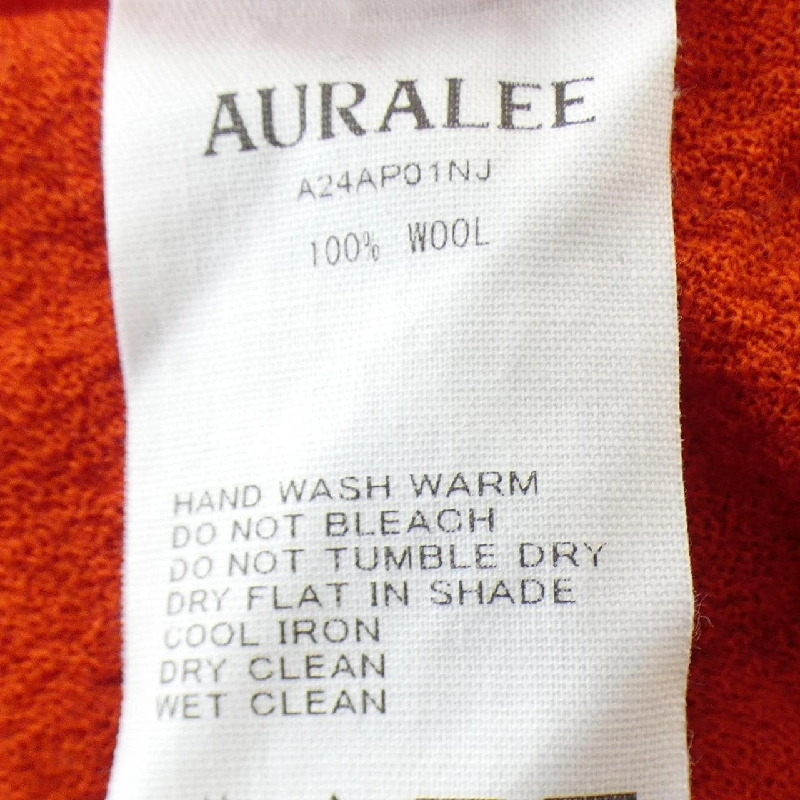 AURALEE
A24AP01NJ
100% WOOL
HAND WASH WARM
DO NOT BLEACH
DO NOT TUMBLE DRY
DRY FLAT IN SHADE
COOL IRON
DRY CLEAN
WET CLEAN